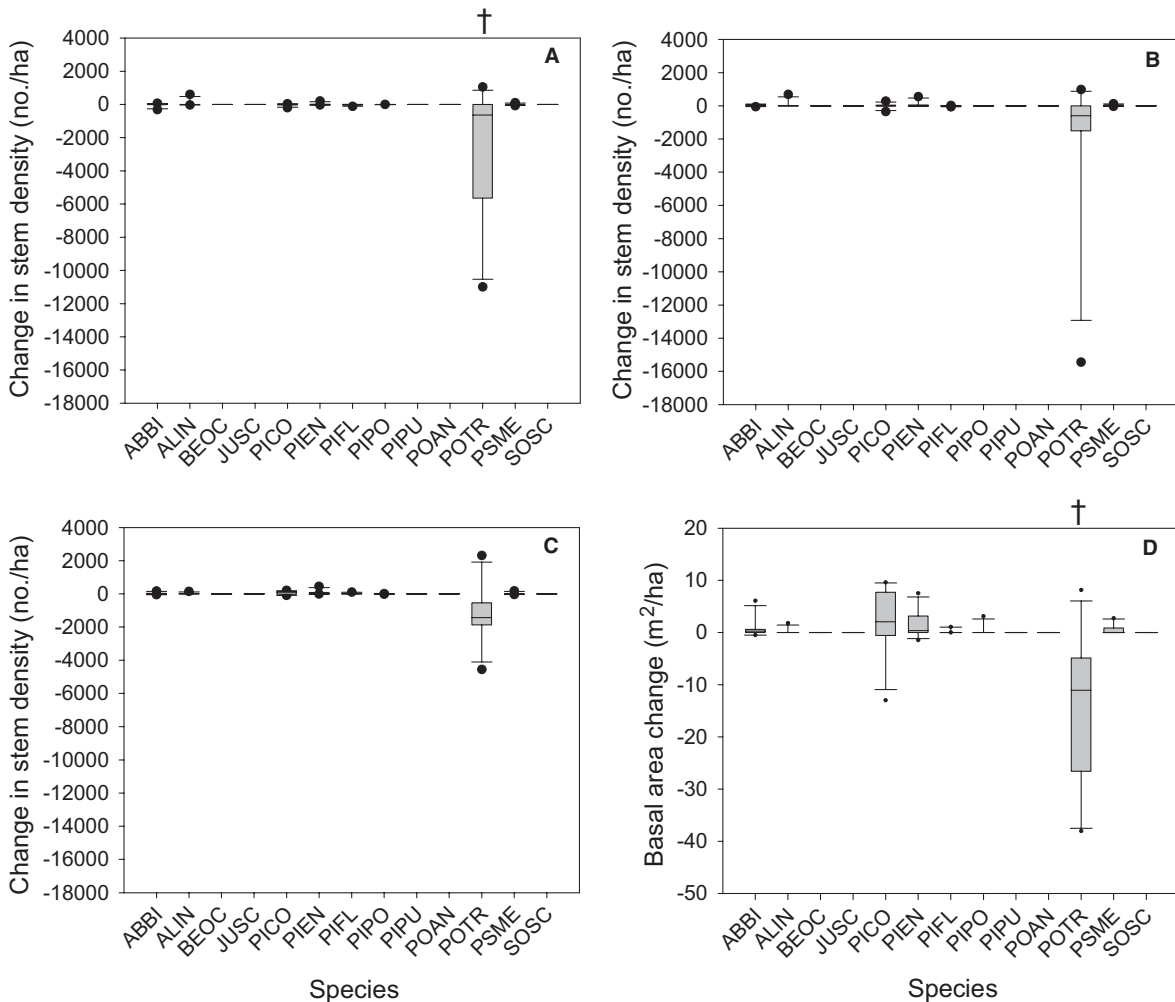 †
A
Change in stem density (no./ha)
4000
2000
0
-2000
-4000
-6000
-8000
-10000
-12000
-14000
-16000
-18000
ABBI
ALIN
BEOC
JUSC
PICO
PIEN
PIFL
PIPO
PIPU
POAN
POTR
PSME
SOSC
B
Change in stem density (no./ha)
4000
2000
0
-2000
-4000
-6000
-8000
-10000
-12000
-14000
-16000
-18000
ABBI
ALIN
BEOC
JUSC
PICO
PIEN
PIFL
PIPO
PIPU
POAN
POTR
PSME
SOSC
C
Change in stem density (no./ha)
4000
2000
0
-2000
-4000
-6000
-8000
-10000
-12000
-14000
-16000
-18000
ABBI
ALIN
BEOC
JUSC
PICO
PIEN
PIFL
PIPO
PIPU
POAN
POTR
PSME
SOSC
Species
†
D
Basal area change (m²/ha)
20
10
0
-10
-20
-30
-40
-50
ABBI
ALIN
BEOC
JUSC
PICO
PIEN
PIFL
PIPO
PIPU
POAN
POTR
PSME
SOSC
Species